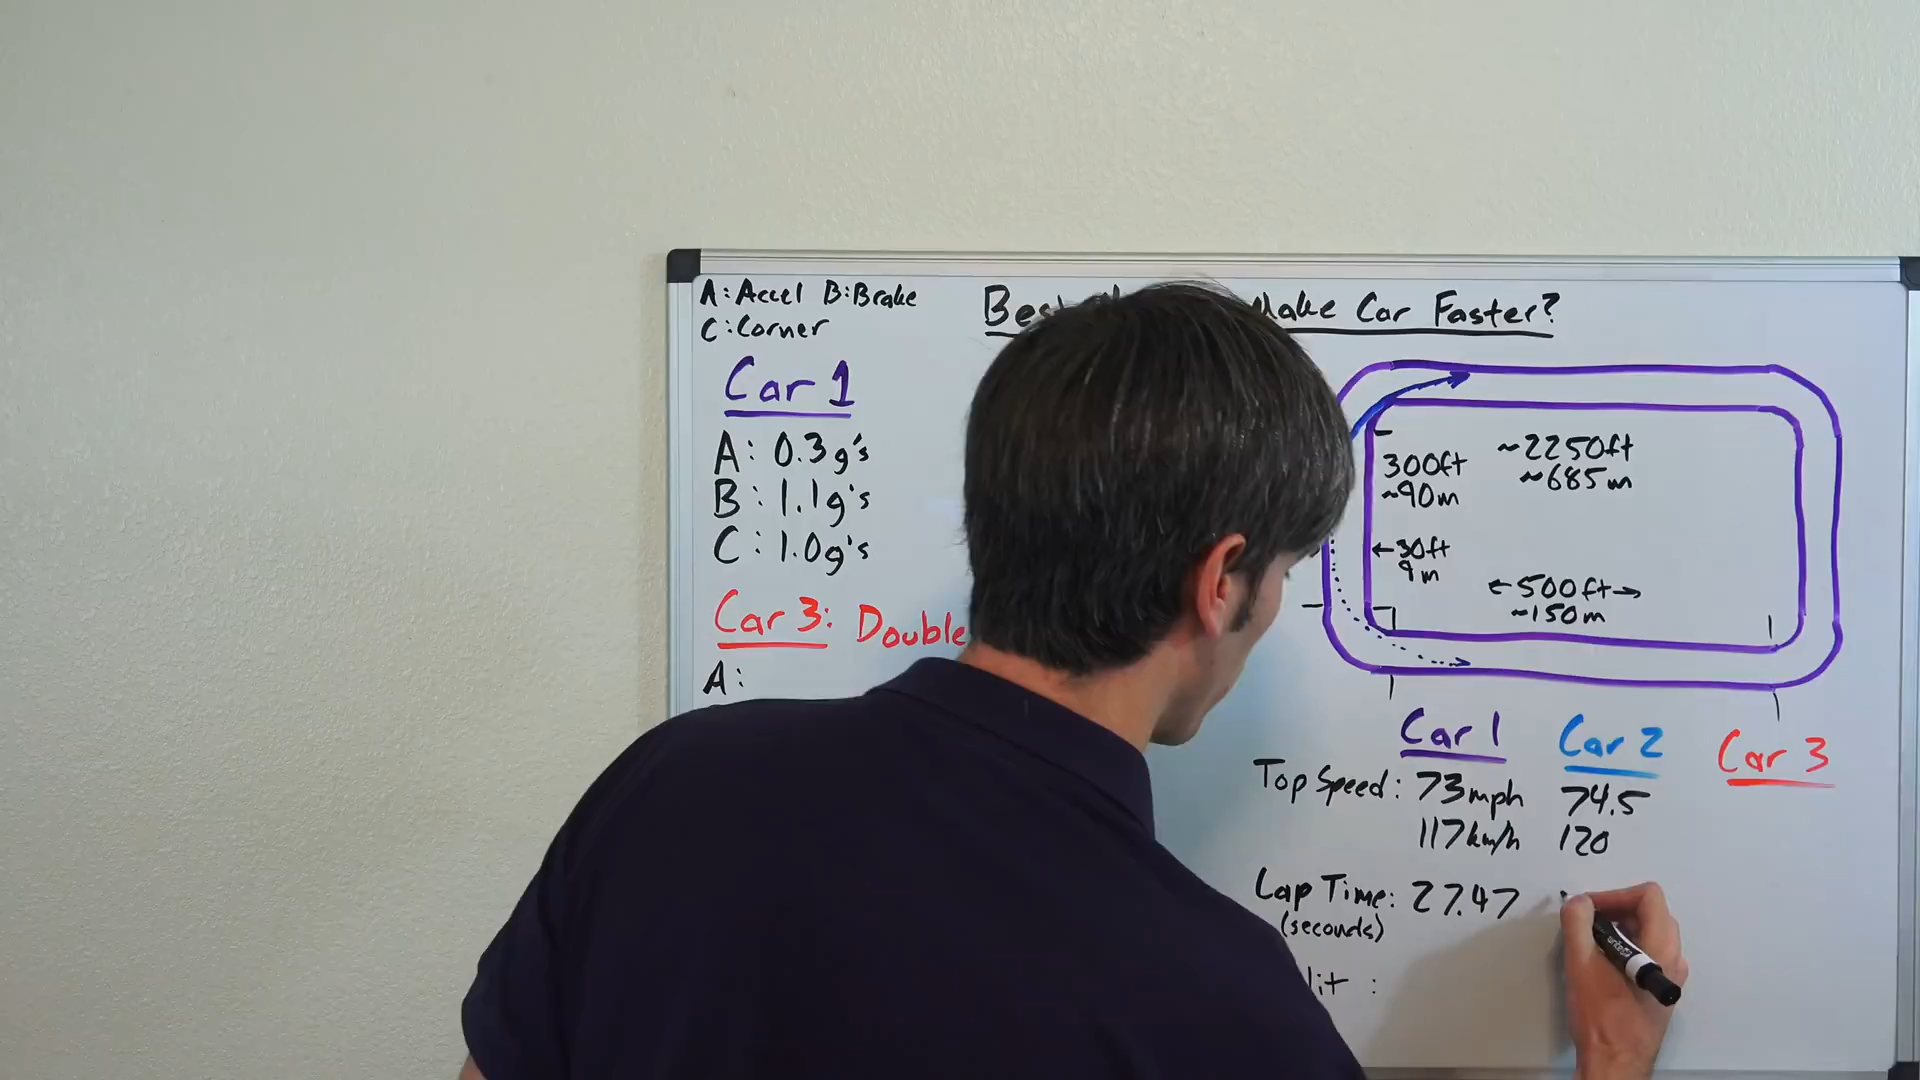 A: Accel B: Brake
C: Corner
Make Car Faster?
Car 1
A: 0.3g's
B: 1.1g's
C: 1.0g's
Car 3: Double
A:
300ft
~90m
~2250ft
~685m
←30ft
9m
←500ft→
~150m
Car 1 Car 2 Car 3
Top Speed: 73mph 74.5
117km/h 120
Lap Time: 27.47
(seconds)
: